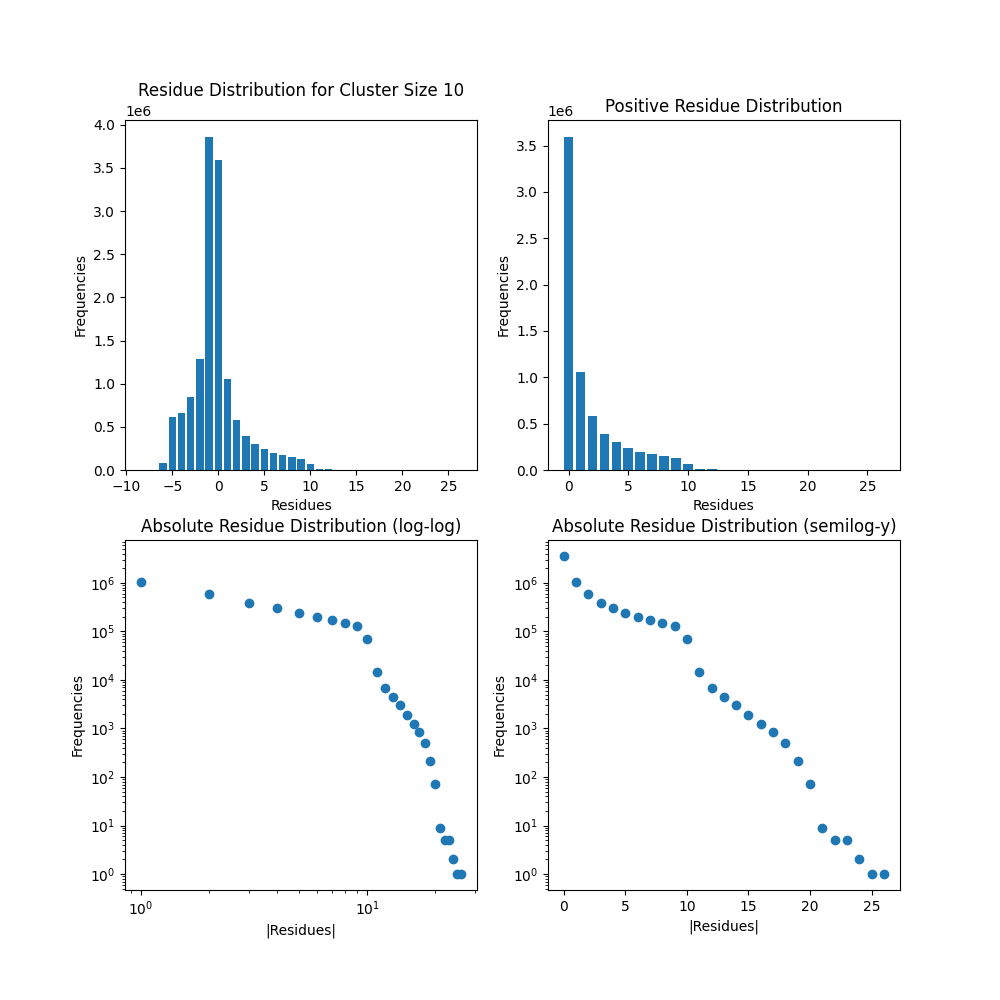 Residue Distribution for Cluster Size 10
1e6
4.0
3.5
3.0
2.5
2.0
1.5
1.0
0.5
0.0
Frequencies
−10 −5 0 5 10 15 20 25
Residues
Positive Residue Distribution
1e6
3.5
3.0
2.5
2.0
1.5
1.0
0.5
0.0
Frequencies
0 5 10 15 20 25
Residues
Absolute Residue Distribution (log-log)
10⁶
10⁵
10⁴
10³
10²
10¹
10⁰
Frequencies
10⁰ 10¹
|Residues|
Absolute Residue Distribution (semilog-y)
10⁶
10⁵
10⁴
10³
10²
10¹
10⁰
Frequencies
0 5 10 15 20 25
|Residues|